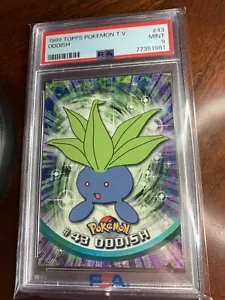 1999 TOPPS POKEMON T.V. #43
ODDISH MINT
PSA 9
77351981
POKéMON
#43 ODDISH
PSA